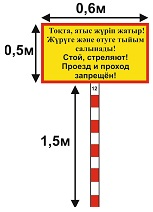 0,6м
0,5м
Тоқта, атыс жүріп жатыр!
Жүруге және өтуге тыйым
салынады!
Стой, стреляют!
Проезд и проход
запрещён!
12
1,5м